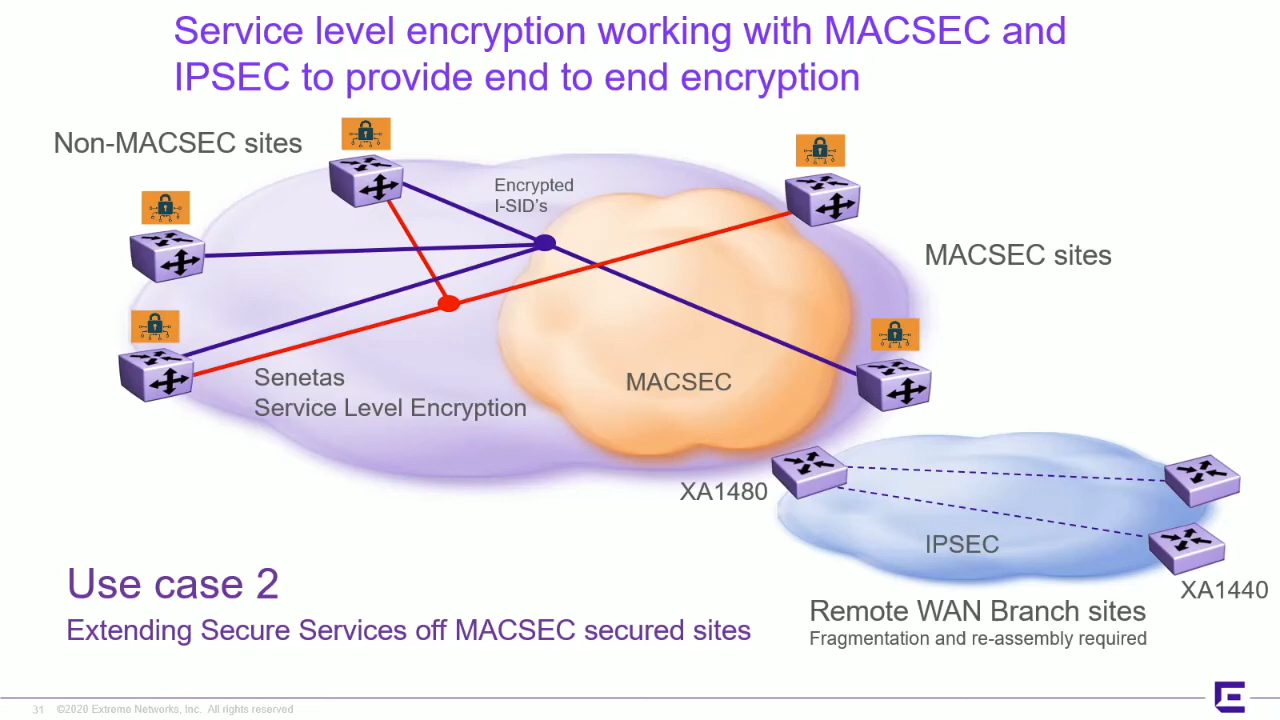 Service level encryption working with MACSEC and
IPSEC to provide end to end encryption
Non-MACSEC sites
Encrypted
I-SID's
MACSEC sites
Senetas
Service Level Encryption
MACSEC
XA1480
IPSEC
XA1440
Use case 2
Extending Secure Services off MACSEC secured sites
Remote WAN Branch sites
Fragmentation and re-assembly required
31 ©2020 Extreme Networks, Inc. All rights reserved